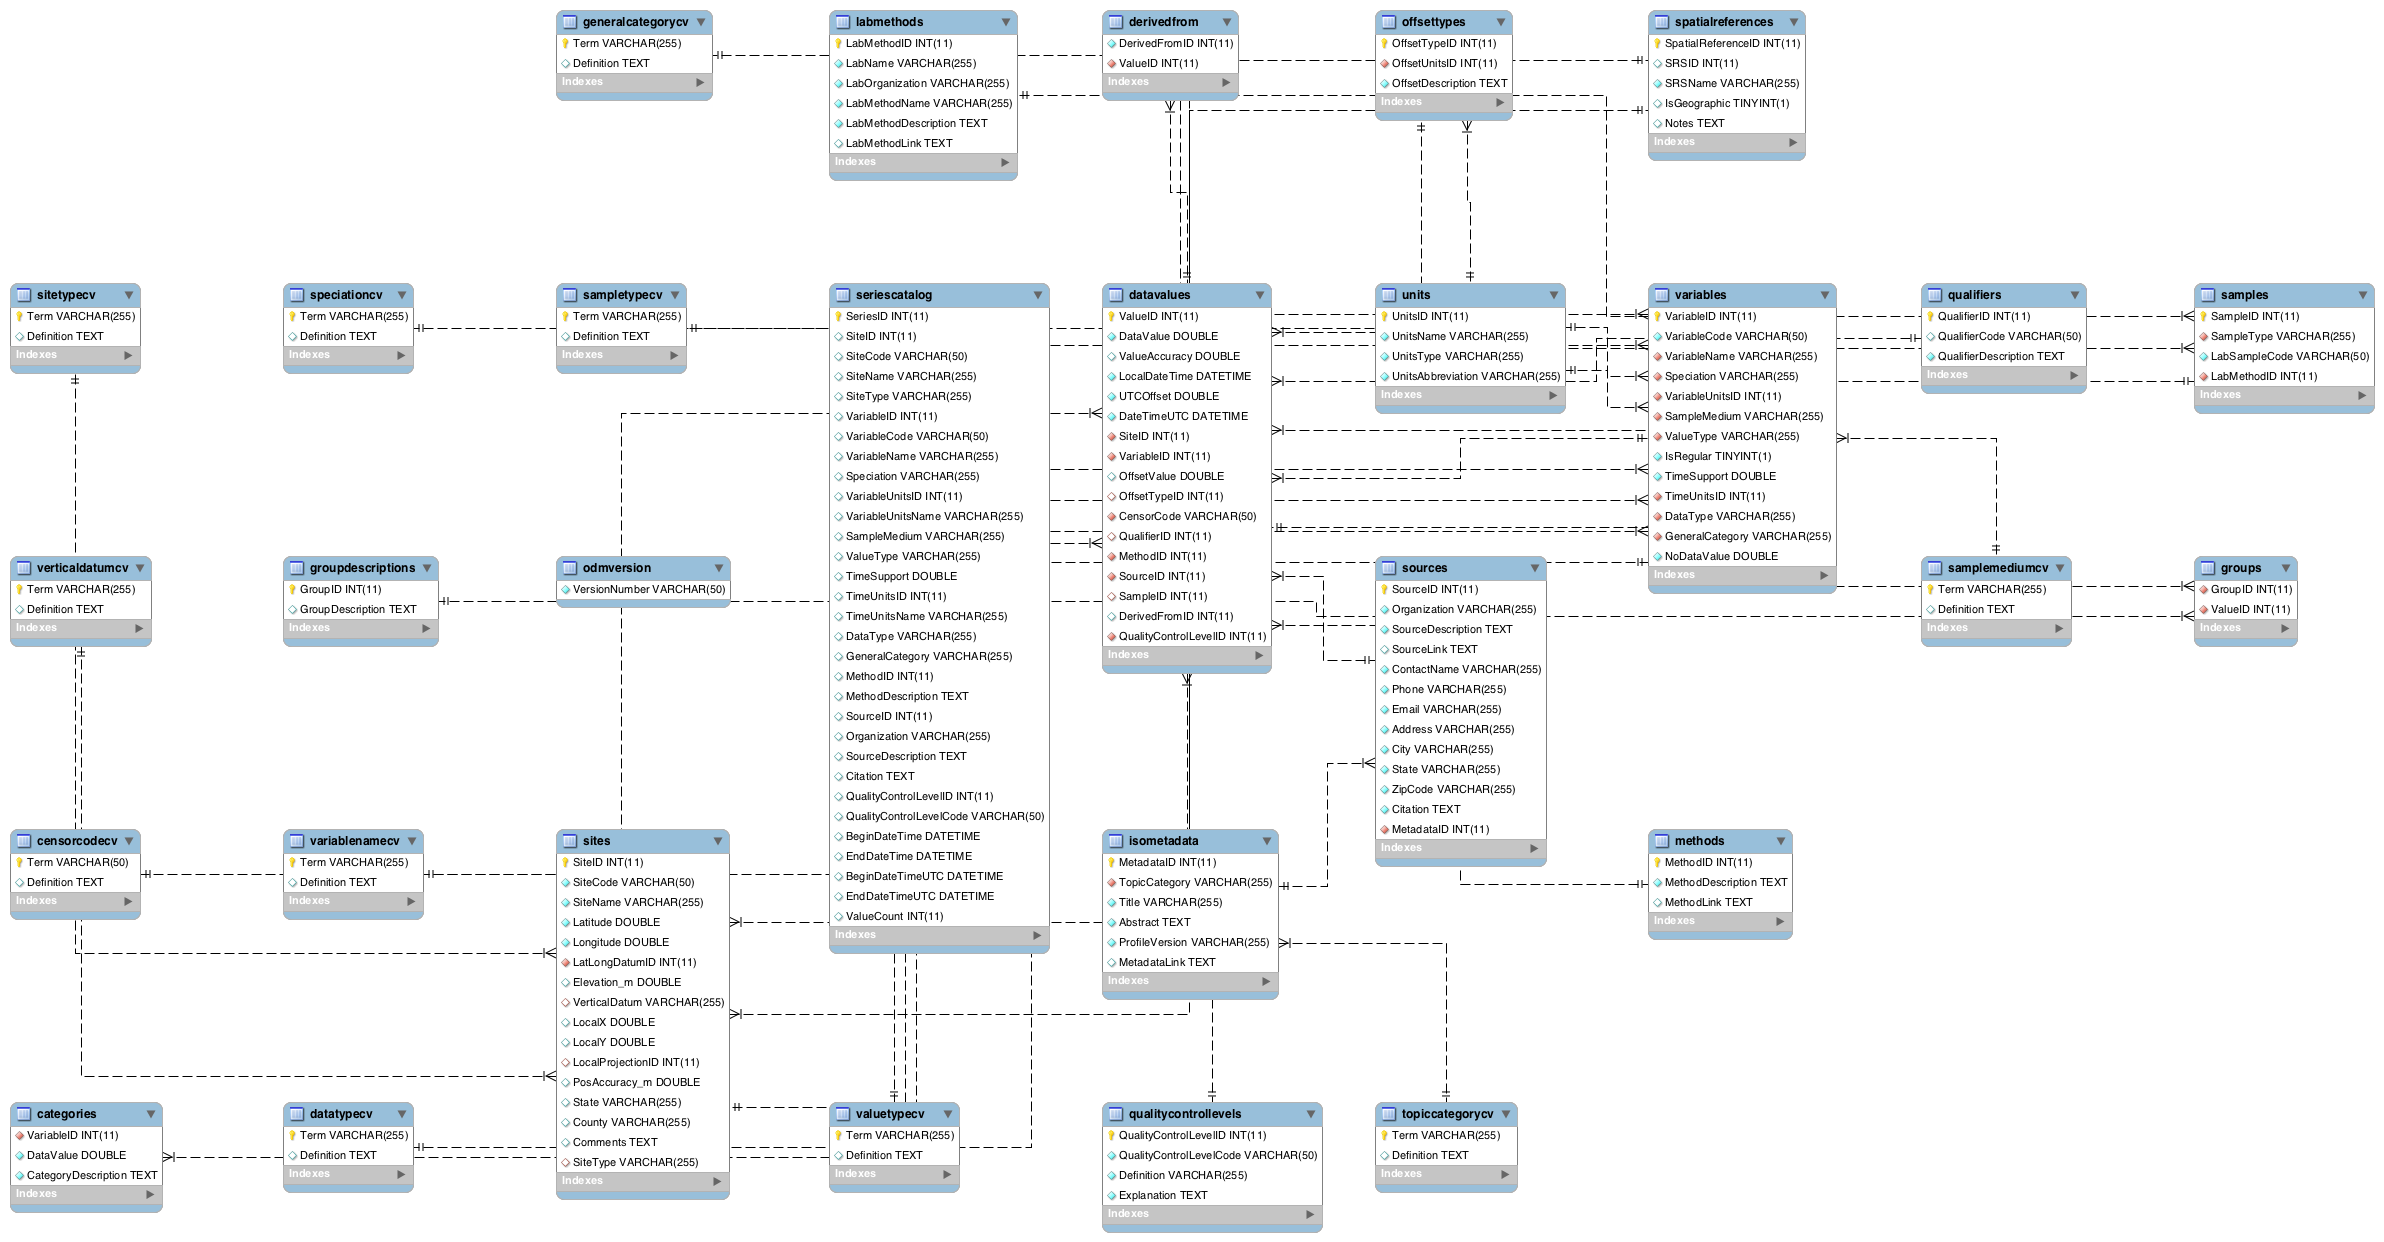 generalcategorycv
Term VARCHAR(255)
Definition TEXT
Indexes
labmethods
LabMethodID INT(11)
LabName VARCHAR(255)
LabOrganization VARCHAR(255)
LabMethodName VARCHAR(255)
LabMethodDescription TEXT
LabMethodLink TEXT
Indexes
derivedfrom
DerivedFromID INT(11)
ValueID INT(11)
Indexes
offsettypes
OffsetTypeID INT(11)
OffsetUnitsID INT(11)
OffsetDescription TEXT
Indexes
spatialreferences
SpatialReferenceID INT(11)
SRSID INT(11)
SRSName VARCHAR(255)
IsGeographic TINYINT(1)
Notes TEXT
Indexes
sitetypecv
Term VARCHAR(255)
Definition TEXT
Indexes
speciationcv
Term VARCHAR(255)
Definition TEXT
Indexes
sampletypecv
Term VARCHAR(255)
Definition TEXT
Indexes
seriescatalog
SeriesID INT(11)
SiteID INT(11)
SiteCode VARCHAR(50)
SiteName VARCHAR(255)
SiteType VARCHAR(255)
VariableID INT(11)
VariableCode VARCHAR(50)
VariableName VARCHAR(255)
Speciation VARCHAR(255)
VariableUnitsID INT(11)
VariableUnitsName VARCHAR(255)
SampleMedium VARCHAR(255)
ValueType VARCHAR(255)
TimeSupport DOUBLE
TimeUnitsID INT(11)
TimeUnitsName VARCHAR(255)
DataType VARCHAR(255)
GeneralCategory VARCHAR(255)
MethodID INT(11)
MethodDescription TEXT
SourceID INT(11)
Organization VARCHAR(255)
SourceDescription TEXT
Citation TEXT
QualityControlLevelID INT(11)
QualityControlLevelCode VARCHAR(50)
BeginDateTime DATETIME
EndDateTime DATETIME
BeginDateTimeUTC DATETIME
EndDateTimeUTC DATETIME
ValueCount INT(11)
Indexes
datavalues
ValueID INT(11)
DataValue DOUBLE
ValueAccuracy DOUBLE
LocalDateTime DATETIME
UTCOffset DOUBLE
DateTimeUTC DATETIME
SiteID INT(11)
VariableID INT(11)
OffsetValue DOUBLE
OffsetTypeID INT(11)
CensorCode VARCHAR(50)
QualifierID INT(11)
MethodID INT(11)
SourceID INT(11)
SampleID INT(11)
DerivedFromID INT(11)
QualityControlLevelID INT(11)
Indexes
units
UnitsID INT(11)
UnitsName VARCHAR(255)
UnitsType VARCHAR(255)
UnitsAbbreviation VARCHAR(255)
Indexes
variables
VariableID INT(11)
VariableCode VARCHAR(50)
VariableName VARCHAR(255)
Speciation VARCHAR(255)
VariableUnitsID INT(11)
SampleMedium VARCHAR(255)
ValueType VARCHAR(255)
IsRegular TINYINT(1)
TimeSupport DOUBLE
TimeUnitsID INT(11)
DataType VARCHAR(255)
GeneralCategory VARCHAR(255)
NoDataValue DOUBLE
Indexes
qualifiers
QualifierID INT(11)
QualifierCode VARCHAR(50)
QualifierDescription TEXT
Indexes
samples
SampleID INT(11)
SampleType VARCHAR(255)
LabSampleCode VARCHAR(50)
LabMethodID INT(11)
Indexes
verticaldatumcv
Term VARCHAR(255)
Definition TEXT
Indexes
groupdescriptions
GroupID INT(11)
GroupDescription TEXT
Indexes
odmversion
VersionNumber VARCHAR(50)
sources
SourceID INT(11)
Organization VARCHAR(255)
SourceDescription TEXT
SourceLink TEXT
ContactName VARCHAR(255)
Phone VARCHAR(255)
Email VARCHAR(255)
Address VARCHAR(255)
City VARCHAR(255)
State VARCHAR(255)
ZipCode VARCHAR(255)
Citation TEXT
MetadataID INT(11)
Indexes
samplemediumcv
Term VARCHAR(255)
Definition TEXT
Indexes
groups
GroupID INT(11)
ValueID INT(11)
Indexes
censorcodecv
Term VARCHAR(50)
Definition TEXT
Indexes
variablenamecv
Term VARCHAR(255)
Definition TEXT
Indexes
sites
SiteID INT(11)
SiteCode VARCHAR(50)
SiteName VARCHAR(255)
Latitude DOUBLE
Longitude DOUBLE
LatLongDatumID INT(11)
Elevation_m DOUBLE
VerticalDatum VARCHAR(255)
LocalX DOUBLE
LocalY DOUBLE
LocalProjectionID INT(11)
PosAccuracy_m DOUBLE
State VARCHAR(255)
County VARCHAR(255)
Comments TEXT
SiteType VARCHAR(255)
Indexes
isometadata
MetadataID INT(11)
TopicCategory VARCHAR(255)
Title VARCHAR(255)
Abstract TEXT
ProfileVersion VARCHAR(255)
MetadataLink TEXT
Indexes
methods
MethodID INT(11)
MethodDescription TEXT
MethodLink TEXT
Indexes
categories
VariableID INT(11)
DataValue DOUBLE
CategoryDescription TEXT
Indexes
datatypecv
Term VARCHAR(255)
Definition TEXT
Indexes
valuetypecv
Term VARCHAR(255)
Definition TEXT
Indexes
qualitycontrollevels
QualityControlLevelID INT(11)
QualityControlLevelCode VARCHAR(50)
Definition VARCHAR(255)
Explanation TEXT
Indexes
topiccategorycv
Term VARCHAR(255)
Definition TEXT
Indexes